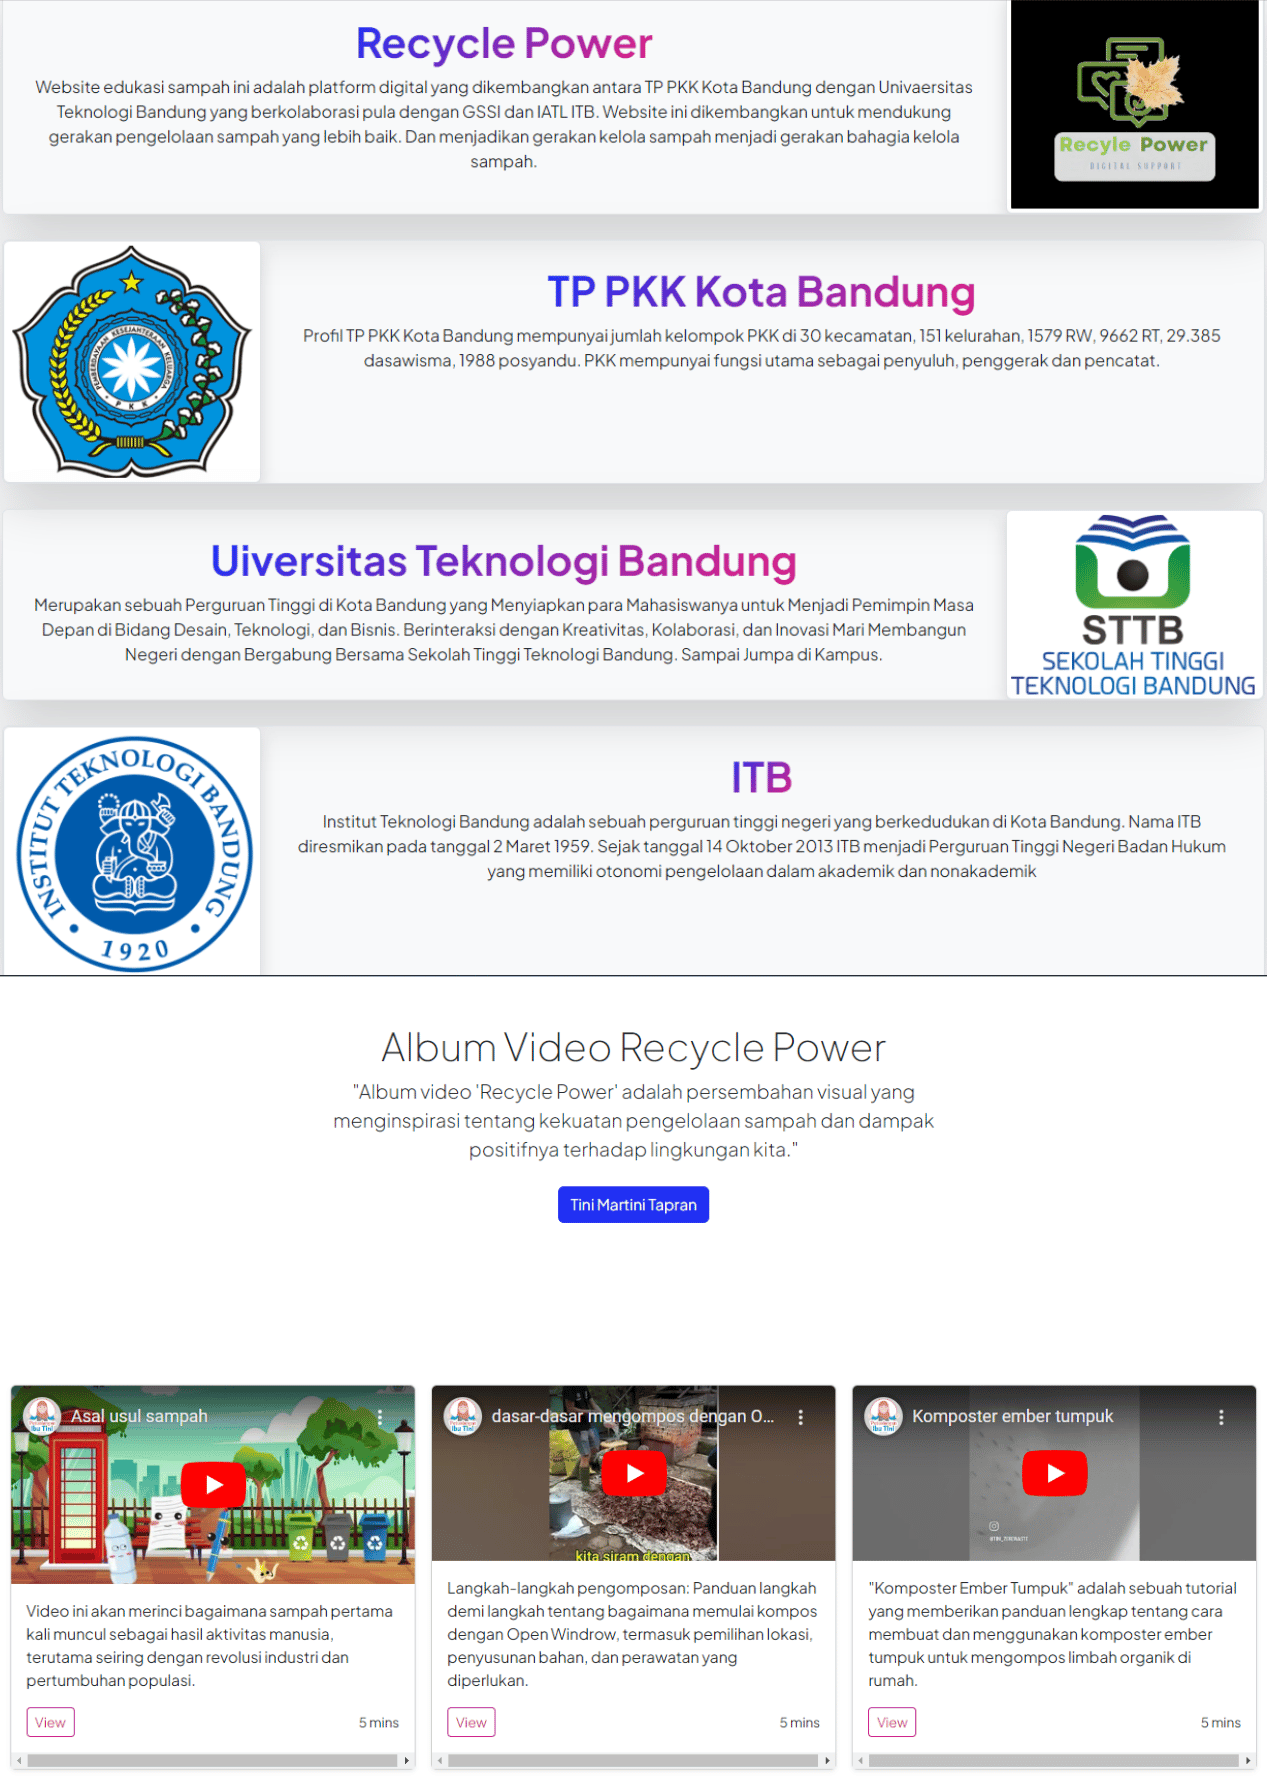 Recycle Power
Website edukasi sampah ini adalah platform digital yang dikembangkan antara TP PKK Kota Bandung dengan Univaersitas
Teknologi Bandung yang berkolaborasi pula dengan GSSI dan IATL ITB. Website ini dikembangkan untuk mendukung
gerakan pengelolaan sampah yang lebih baik. Dan menjadikan gerakan kelola sampah menjadi gerakan bahagia kelola
sampah.
Recyle Power
DIGITAL SUPPORT
PEMBERDAYAAN KESEJAHTERAAN KELUARGA
P K K
TP PKK Kota Bandung
Profil TP PKK Kota Bandung mempunyai jumlah kelompok PKK di 30 kecamatan, 151 kelurahan, 1579 RW, 9662 RT, 29.385
dasawisma, 1988 posyandu. PKK mempunyai fungsi utama sebagai penyuluh, penggerak dan pencatat.
Uiversitas Teknologi Bandung
Merupakan sebuah Perguruan Tinggi di Kota Bandung yang Menyiapkan para Mahasiswanya untuk Menjadi Pemimpin Masa
Depan di Bidang Desain, Teknologi, dan Bisnis. Berinteraksi dengan Kreativitas, Kolaborasi, dan Inovasi Mari Membangun
Negeri dengan Bergabung Bersama Sekolah Tinggi Teknologi Bandung. Sampai Jumpa di Kampus.
STTB
SEKOLAH TINGGI
TEKNOLOGI BANDUNG
INSTITUT TEKNOLOGI BANDUNG
1920
ITB
Institut Teknologi Bandung adalah sebuah perguruan tinggi negeri yang berkedudukan di Kota Bandung. Nama ITB
diresmikan pada tanggal 2 Maret 1959. Sejak tanggal 14 Oktober 2013 ITB menjadi Perguruan Tinggi Negeri Badan Hukum
yang memiliki otonomi pengelolaan dalam akademik dan nonakademik
Album Video Recycle Power
"Album video 'Recycle Power' adalah persembahan visual yang
menginspirasi tentang kekuatan pengelolaan sampah dan dampak
positifnya terhadap lingkungan kita."
Tini Martini Tapran
Asal usul sampah
Ibu Tini
Video ini akan merinci bagaimana sampah pertama
kali muncul sebagai hasil aktivitas manusia,
terutama seiring dengan revolusi industri dan
pertumbuhan populasi.
View
5 mins
dasar-dasar mengompos dengan O...
Ibu Tini
kita siram dengan
Langkah-langkah pengomposan: Panduan langkah
demi langkah tentang bagaimana memulai kompos
dengan Open Windrow, termasuk pemilihan lokasi,
penyusunan bahan, dan perawatan yang
diperlukan.
View
5 mins
Komposter ember tumpuk
Ibu Tini
"Komposter Ember Tumpuk" adalah sebuah tutorial
yang memberikan panduan lengkap tentang cara
membuat dan menggunakan komposter ember
tumpuk untuk mengompos limbah organik di
rumah.
View
5 mins